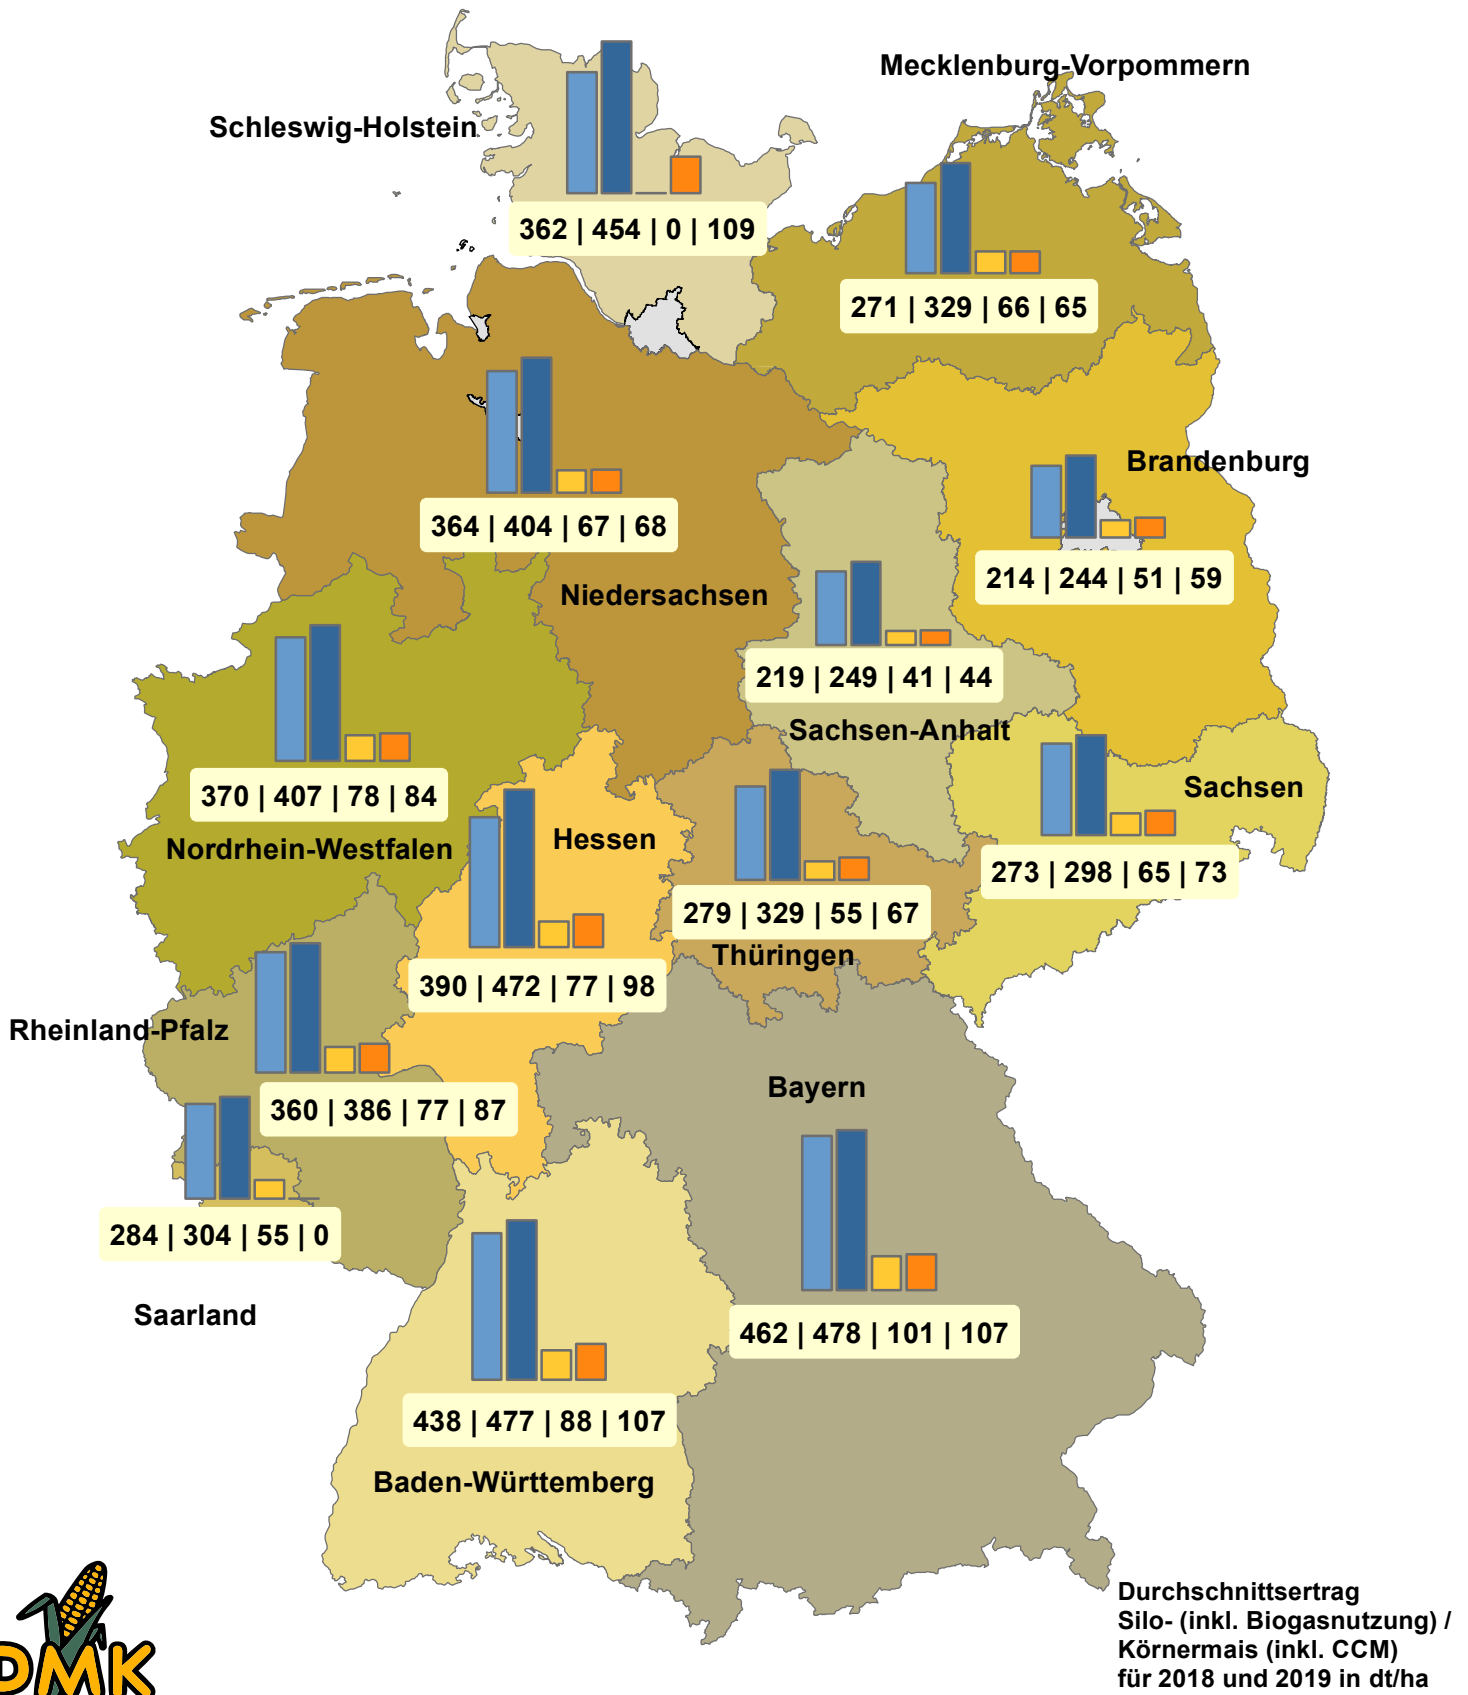 Mecklenburg-Vorpommern
Schleswig-Holstein
362 | 454 | 0 | 109
271 | 329 | 66 | 65
Brandenburg
364 | 404 | 67 | 68
214 | 244 | 51 | 59
Niedersachsen
219 | 249 | 41 | 44
Sachsen-Anhalt
Sachsen
370 | 407 | 78 | 84
Nordrhein-Westfalen
Hessen
273 | 298 | 65 | 73
279 | 329 | 55 | 67
Thüringen
390 | 472 | 77 | 98
Rheinland-Pfalz
Bayern
360 | 386 | 77 | 87
284 | 304 | 55 | 0
Saarland
462 | 478 | 101 | 107
438 | 477 | 88 | 107
Baden-Württemberg
Durchschnittsertrag
Silo- (inkl. Biogasnutzung) /
Körnermais (inkl. CCM)
für 2018 und 2019 in dt/ha
DMK